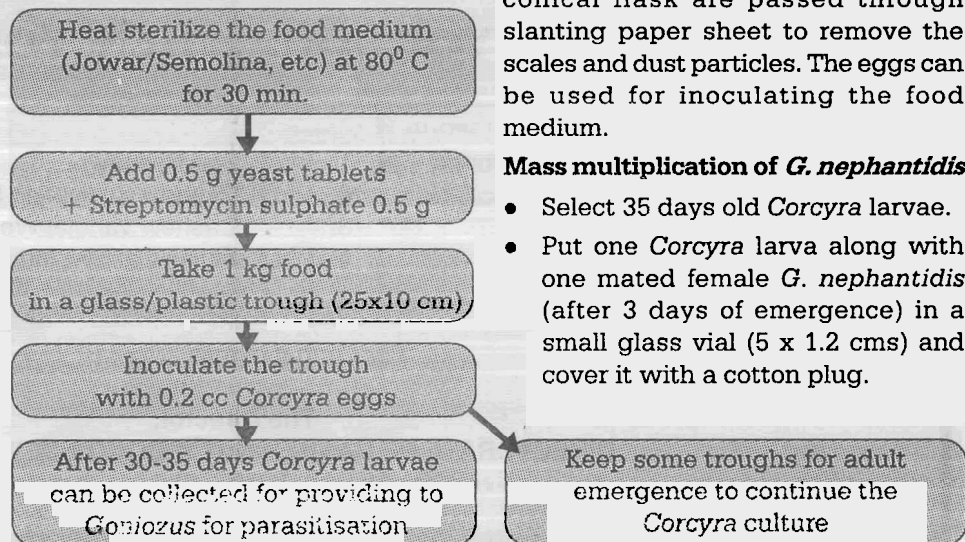 Heat sterilize the food medium
(Jowar/Semolina, etc) at 80⁰ C
for 30 min.
Add 0.5 g yeast tablets
+ Streptomycin sulphate 0.5 g
Take 1 kg food
in a glass/plastic trough (25x10 cm)
Inoculate the trough
with 0.2 cc Corcyra eggs
After 30-35 days Corcyra larvae
can be collected for providing to
Goniozus for parasitisation
Keep some troughs for adult
emergence to continue the
Corcyra culture
conical flask are passed through
slanting paper sheet to remove the
scales and dust particles. The eggs can
be used for inoculating the food
medium.
Mass multiplication of G. nephantidis
• Select 35 days old Corcyra larvae.
• Put one Corcyra larva along with
one mated female G. nephantidis
(after 3 days of emergence) in a
small glass vial (5 x 1.2 cms) and
cover it with a cotton plug.